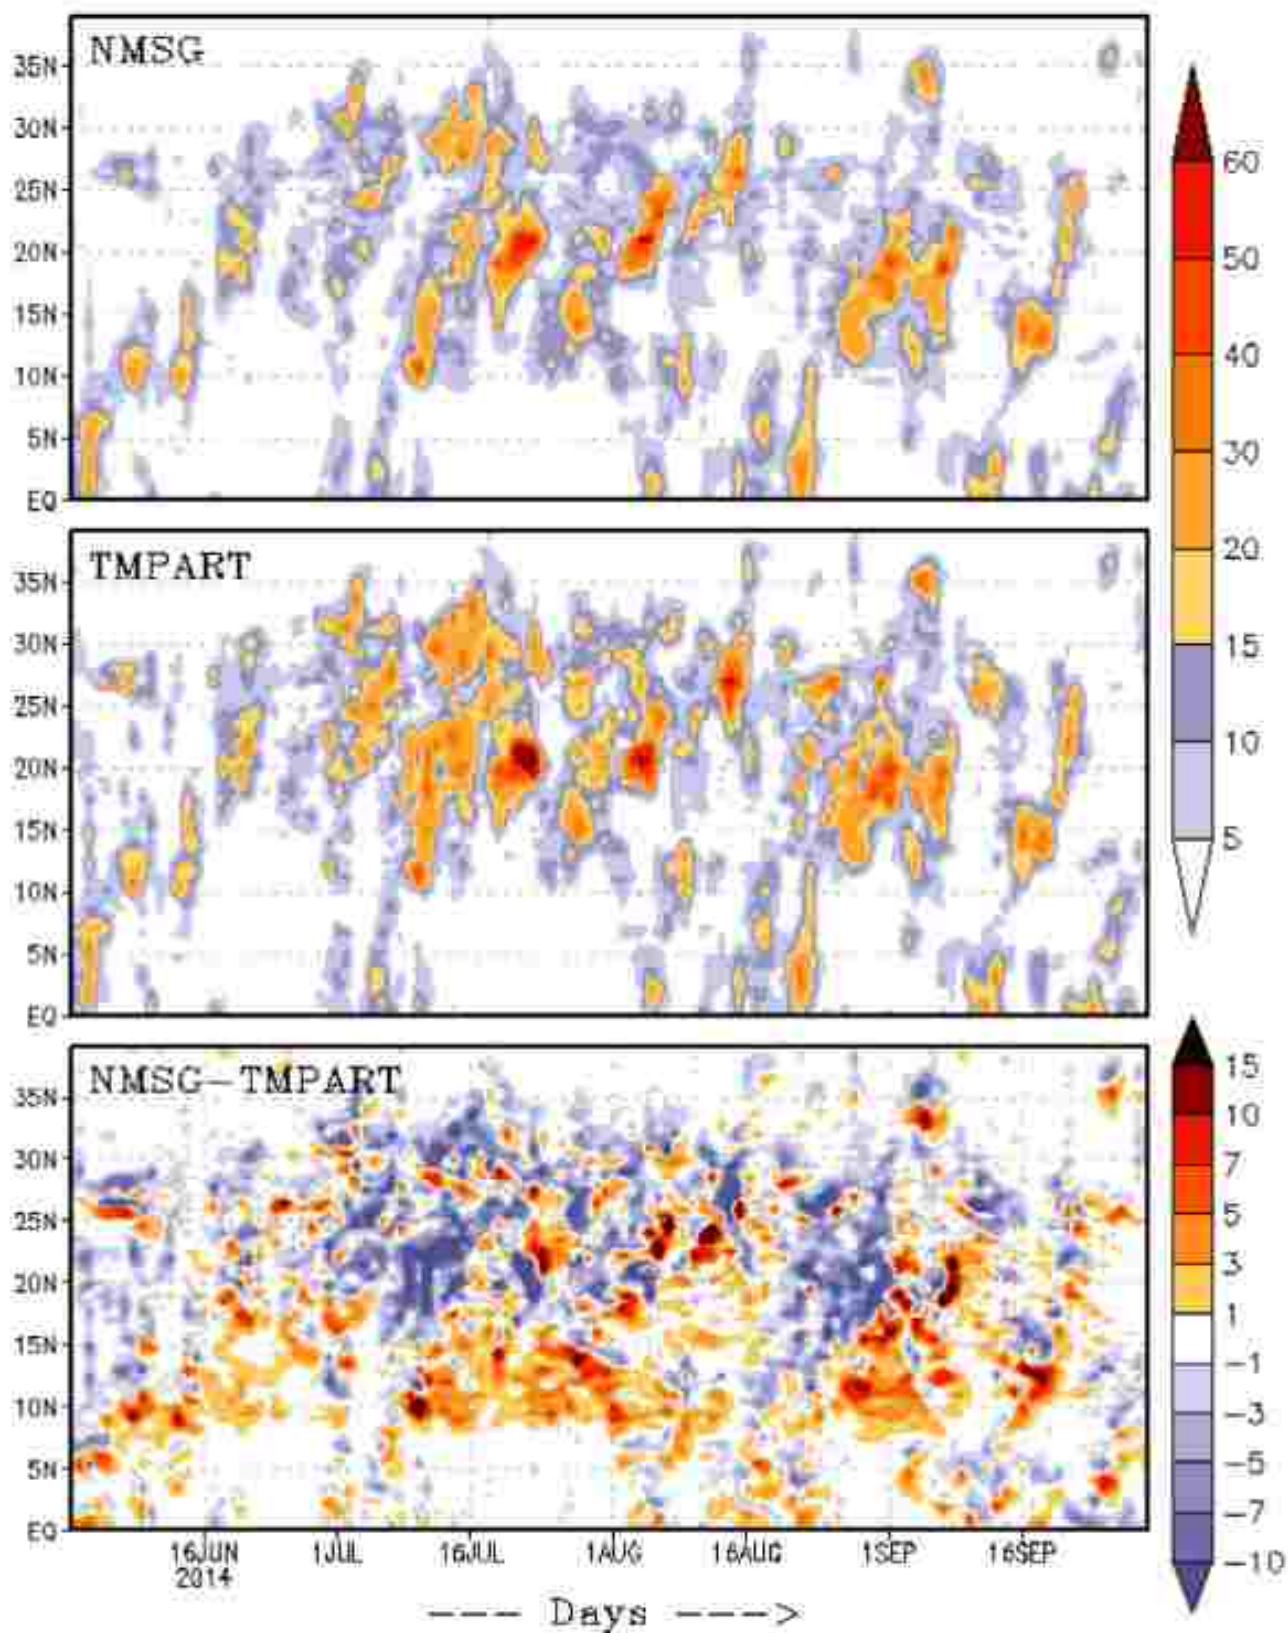 NMSG
35N
30N
25N
20N
15N
10N
5N
EQ
TMPART
35N
30N
25N
20N
15N
10N
5N
EQ
NMSG-TMPART
35N
30N
25N
20N
15N
10N
5N
EQ
16JUN 1JUL 16JUL 1AUG 16AUG 1SEP 16SEP
2014
---- Days ---->
60
50
40
30
20
15
10
5
15
10
7
5
3
1
-1
-3
-5
-7
-10